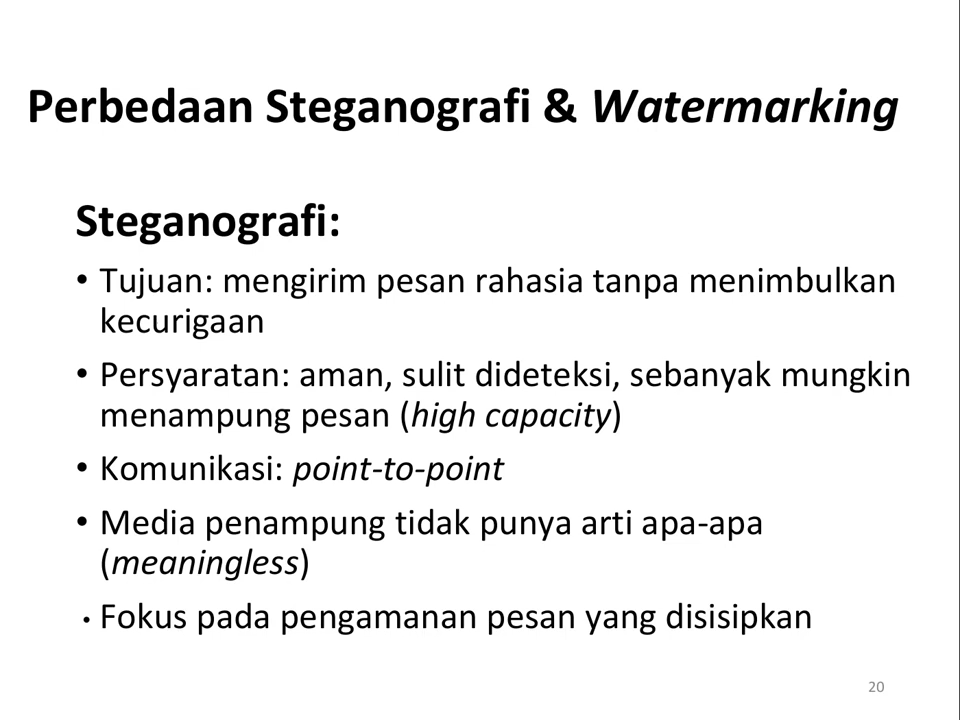 Perbedaan Steganografi & Watermarking
Steganografi:
• Tujuan: mengirim pesan rahasia tanpa menimbulkan
kecurigaan
• Persyaratan: aman, sulit dideteksi, sebanyak mungkin
menampung pesan (high capacity)
• Komunikasi: point-to-point
• Media penampung tidak punya arti apa-apa
(meaningless)
• Fokus pada pengamanan pesan yang disisipkan
20